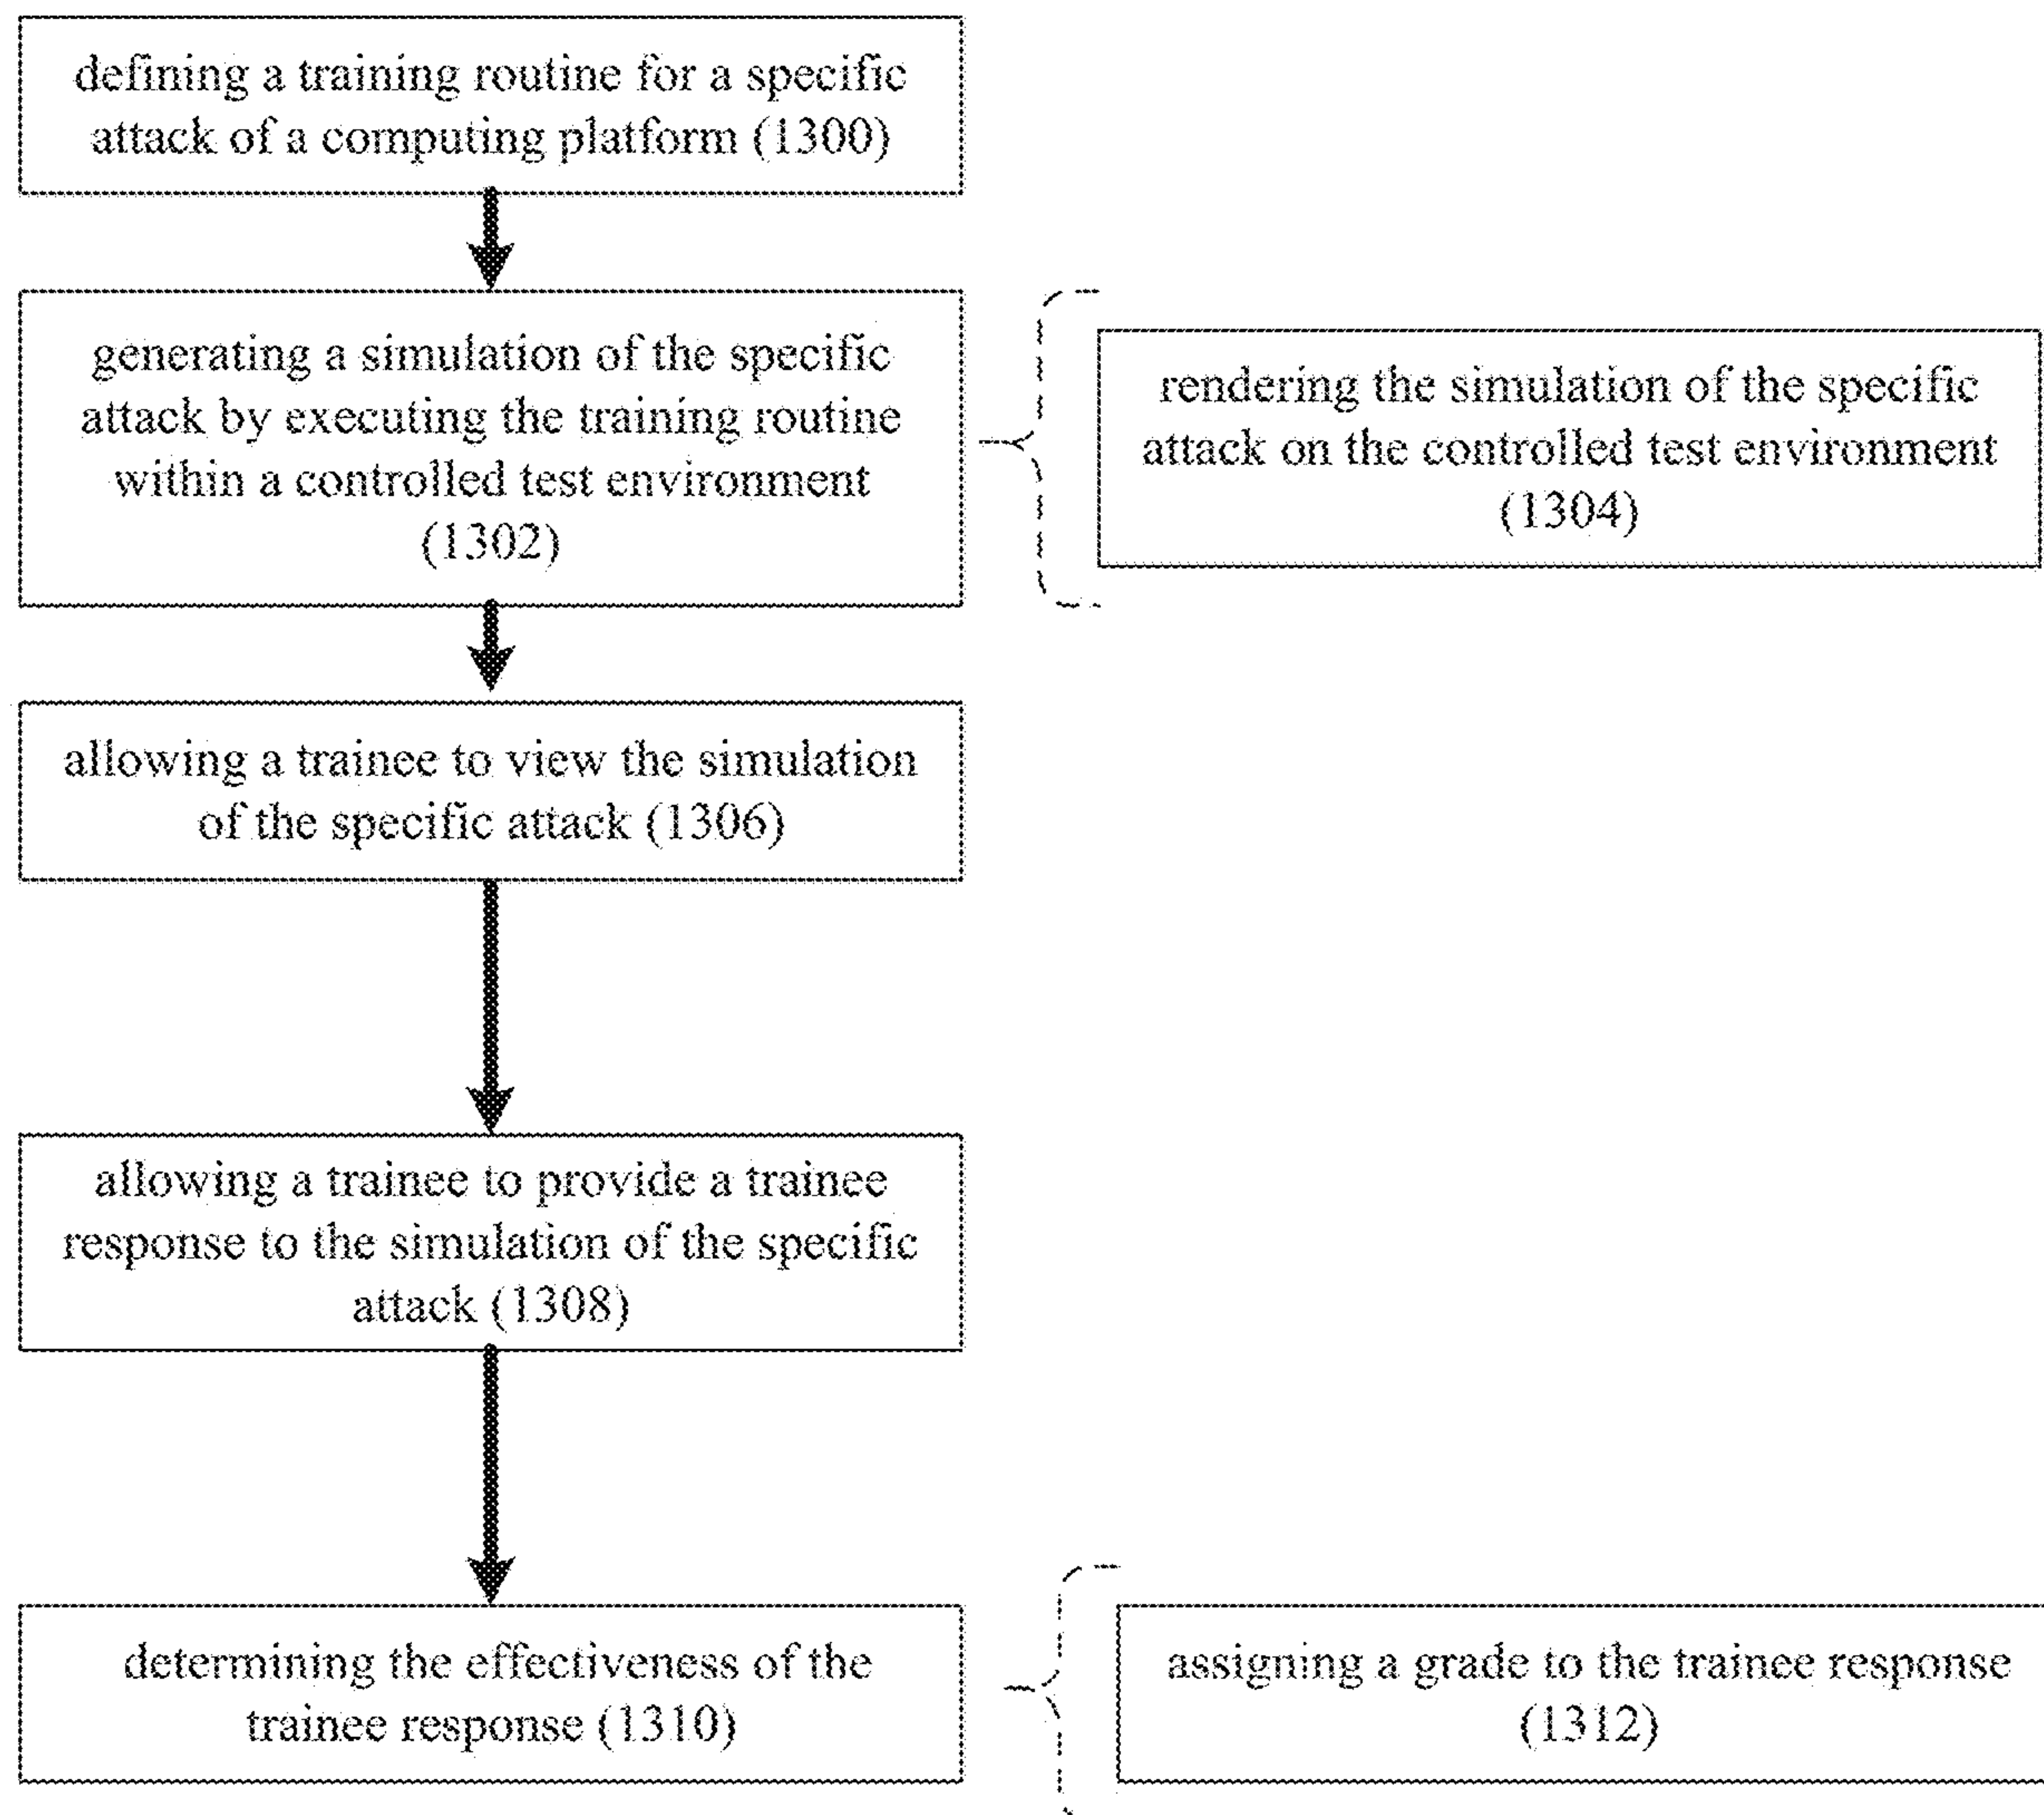 defining a training routine for a specific
attack of a computing platform (1300)
generating a simulation of the specific
attack by executing the training routine
within a controlled test environment
(1302)
rendering the simulation of the specific
attack on the controlled test environment
(1304)
allowing a trainee to view the simulation
of the specific attack (1306)
allowing a trainee to provide a trainee
response to the simulation of the specific
attack (1308)
determining the effectiveness of the
trainee response (1310)
assigning a grade to the trainee response
(1312)